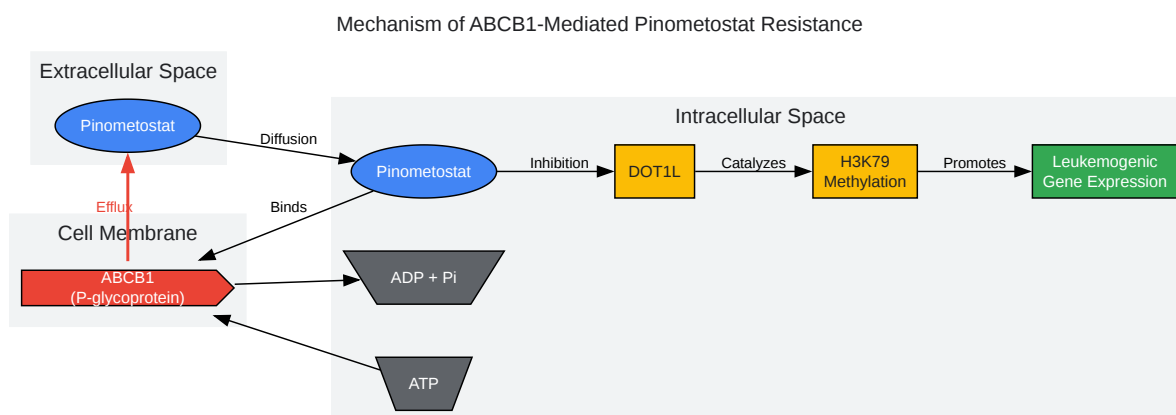 Mechanism of ABCB1-Mediated Pinometostat Resistance
Extracellular Space
Pinometostat
Diffusion
Intracellular Space
Pinometostat
Inhibition
DOT1L
Catalyzes
H3K79
Methylation
Promotes
Leukemogenic
Gene Expression
Efflux
Binds
Cell Membrane
ABCB1
(P-glycoprotein)
ADP + Pi
ATP